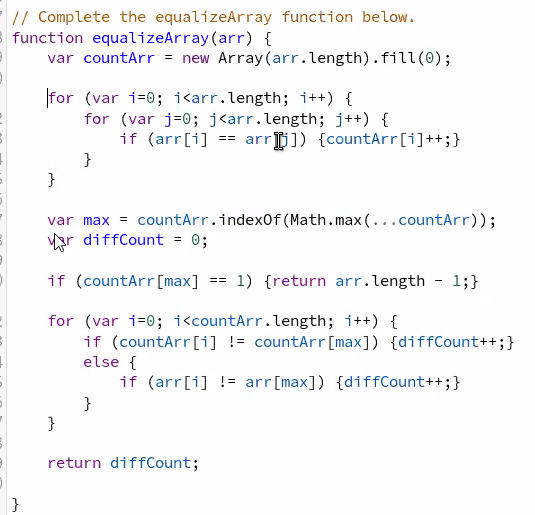 // Complete the equalizeArray function below.
function equalizeArray(arr) {
    var countArr = new Array(arr.length).fill(0);

    for (var i=0; i<arr.length; i++) {
        for (var j=0; j<arr.length; j++) {
            if (arr[i] == arr[j]) {countArr[i]++;}
        }
    }

    var max = countArr.indexOf(Math.max(...countArr));
    var diffCount = 0;

    if (countArr[max] == 1) {return arr.length - 1;}

    for (var i=0; i<countArr.length; i++) {
        if (countArr[i] != countArr[max]) {diffCount++;}
        else {
            if (arr[i] != arr[max]) {diffCount++;}
        }
    }

    return diffCount;

}